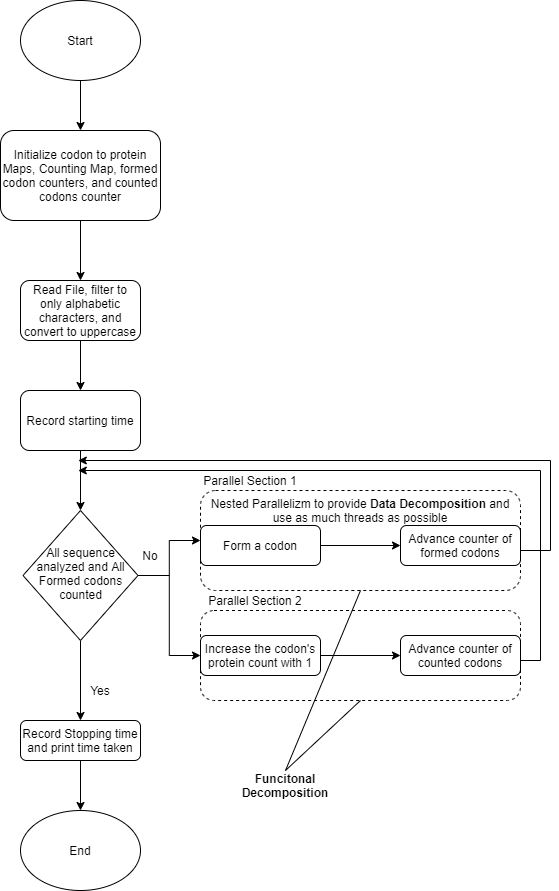 Start
Initialize codon to protein
Maps, Counting Map, formed
codon counters, and counted
codons counter
Read File, filter to
only alphabetic
characters, and
convert to uppercase
Record starting time
Parallel Section 1
Nested Parallelizm to provide Data Decomposition and
use as much threads as possible
Form a codon
Advance counter of
formed codons
All sequence
analyzed and All
Formed codons
counted
No
Parallel Section 2
Increase the codon's
protein count with 1
Advance counter of
counted codons
Yes
Record Stopping time
and print time taken
Funcitonal
Decomposition
End